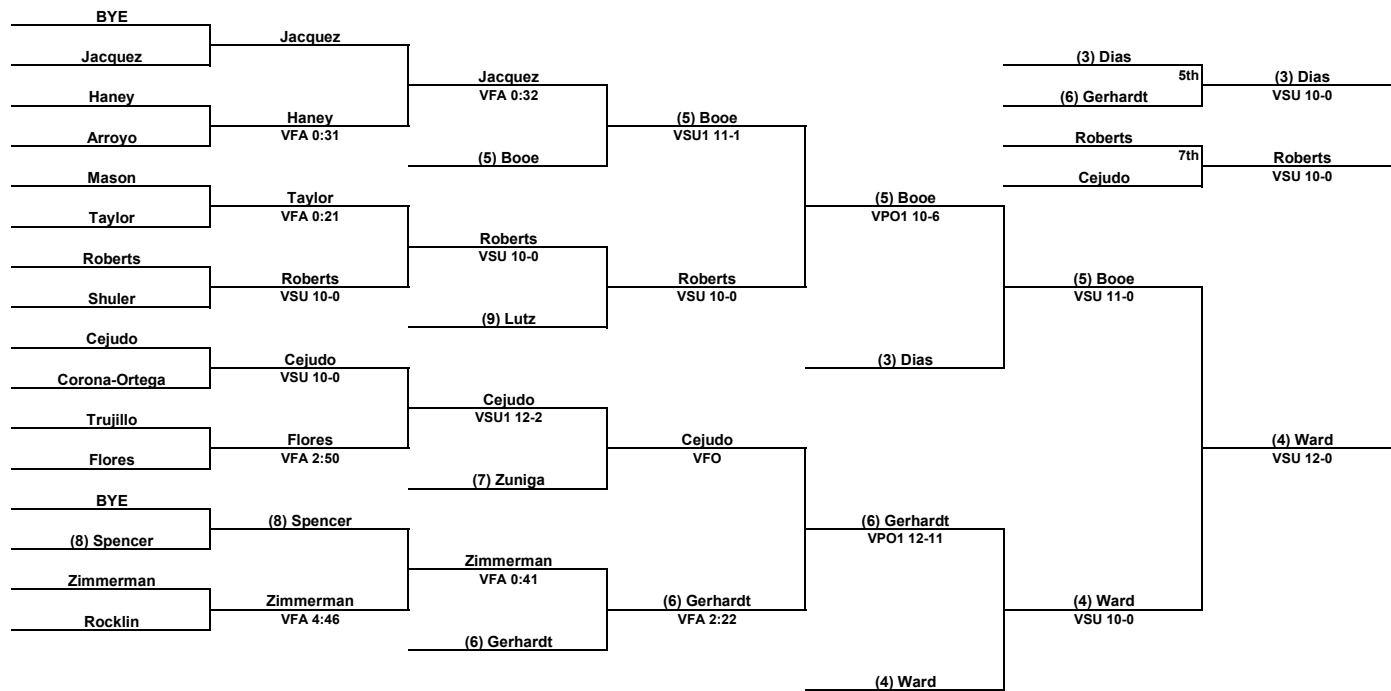 BYE
Jacquez
Haney
Arroyo
Mason
Taylor
Roberts
Shuler
Cejudo
Corona-Ortega
Trujillo
Flores
BYE
(8) Spencer
Zimmerman
Rocklin
Jacquez
Haney
VFA 0:31
Taylor
VFA 0:21
Roberts
VSU 10-0
Cejudo
VSU 10-0
Flores
VFA 2:50
(8) Spencer
Zimmerman
VFA 4:46
Jacquez
VFA 0:32
(5) Booe
Roberts
VSU 10-0
(9) Lutz
Cejudo
VSU1 12-2
(7) Zuniga
Zimmerman
VFA 0:41
(6) Gerhardt
(5) Booe
VSU1 11-1
Roberts
VSU 10-0
Cejudo
VFO
(6) Gerhardt
VFA 2:22
(5) Booe
VPO1 10-6
(3) Dias
(6) Gerhardt
VPO1 12-11
(4) Ward
(5) Booe
VSU 11-0
(4) Ward
VSU 10-0
(4) Ward
VSU 12-0
(3) Dias
5th
(6) Gerhardt
(3) Dias
VSU 10-0
Roberts
7th
Cejudo
Roberts
VSU 10-0